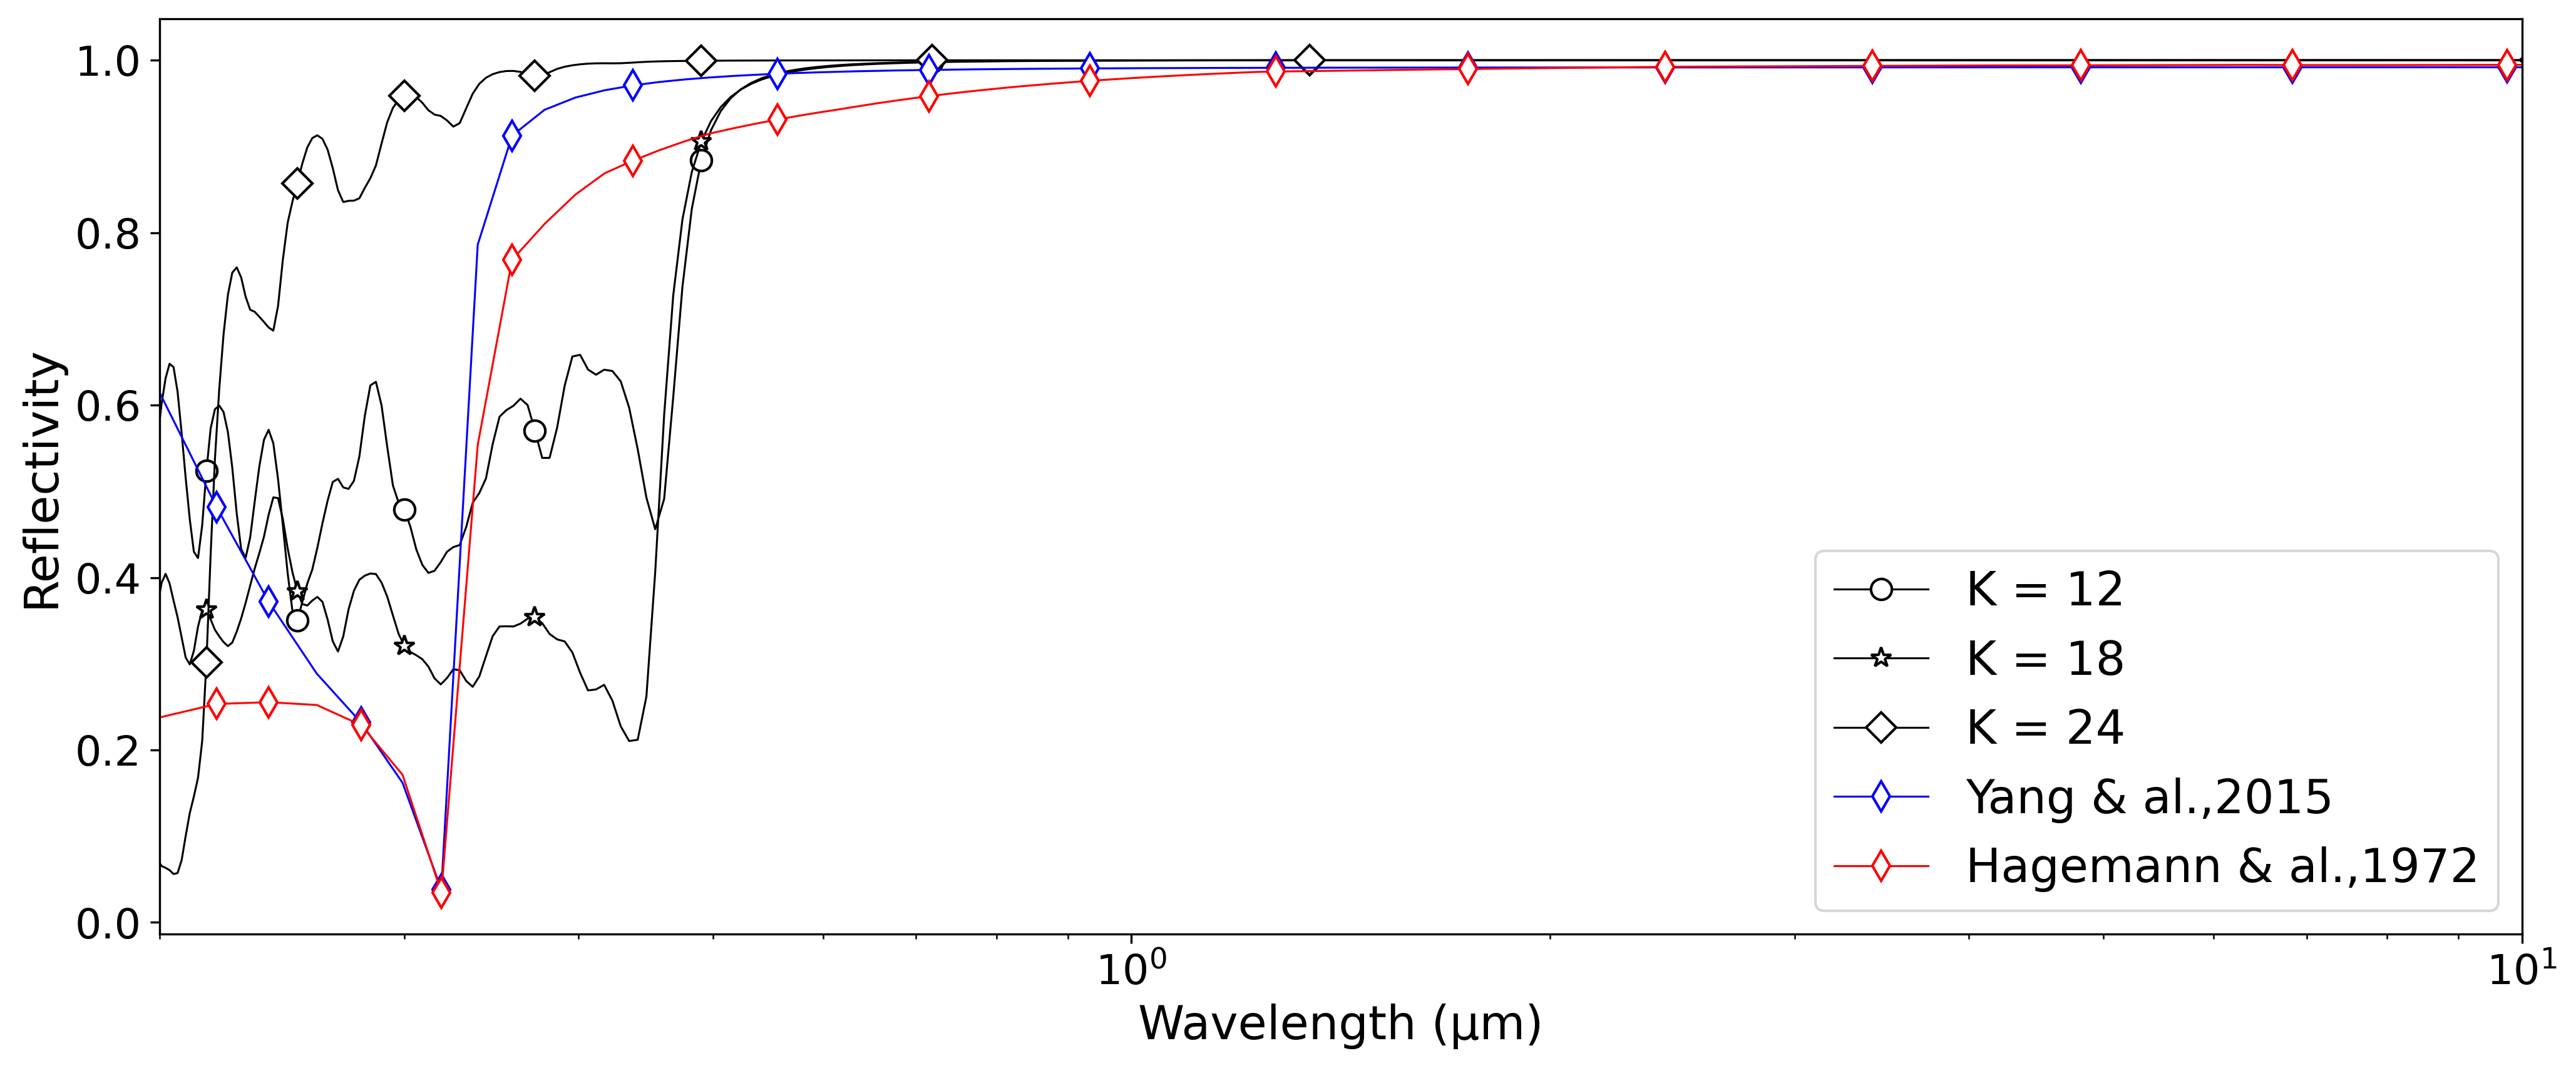 1.0
0.8
0.6
0.4
0.2
0.0
Reflectivity
10⁰
10¹
Wavelength (µm)
K = 12
K = 18
K = 24
Yang & al.,2015
Hagemann & al.,1972